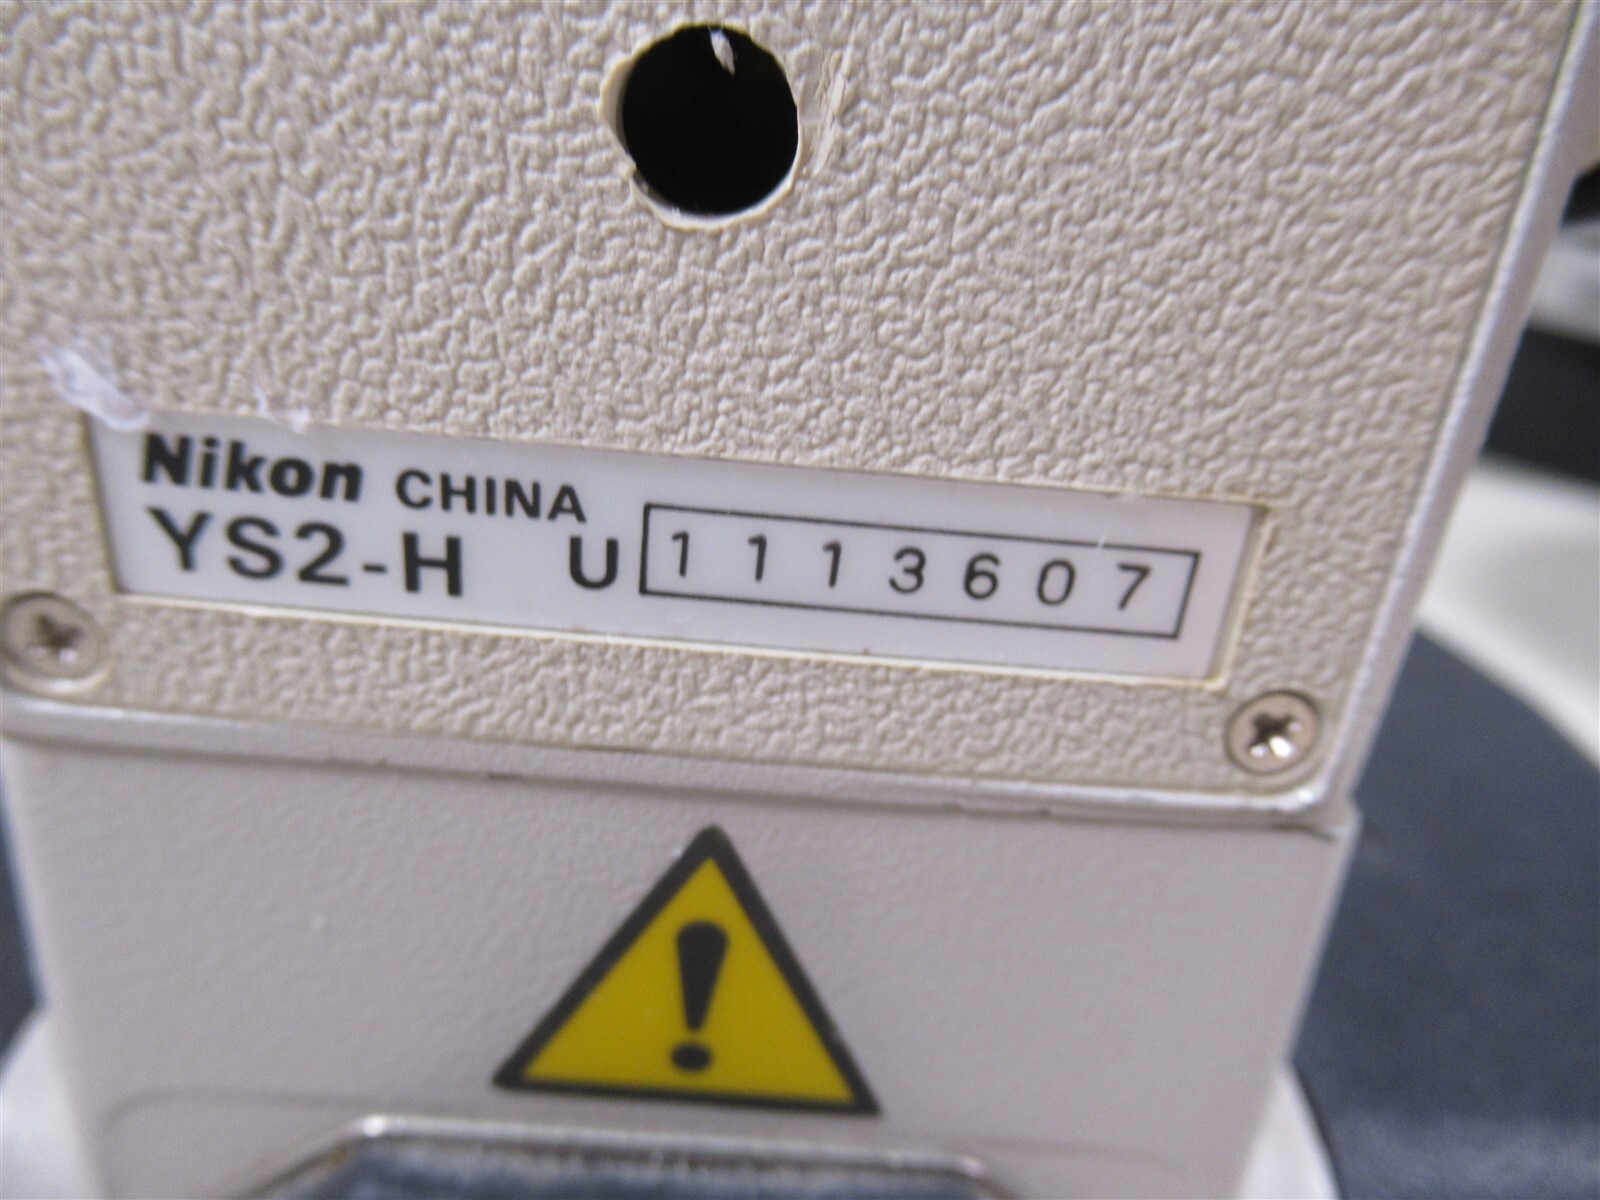 Nikon CHINA
YS2-H U 1113607